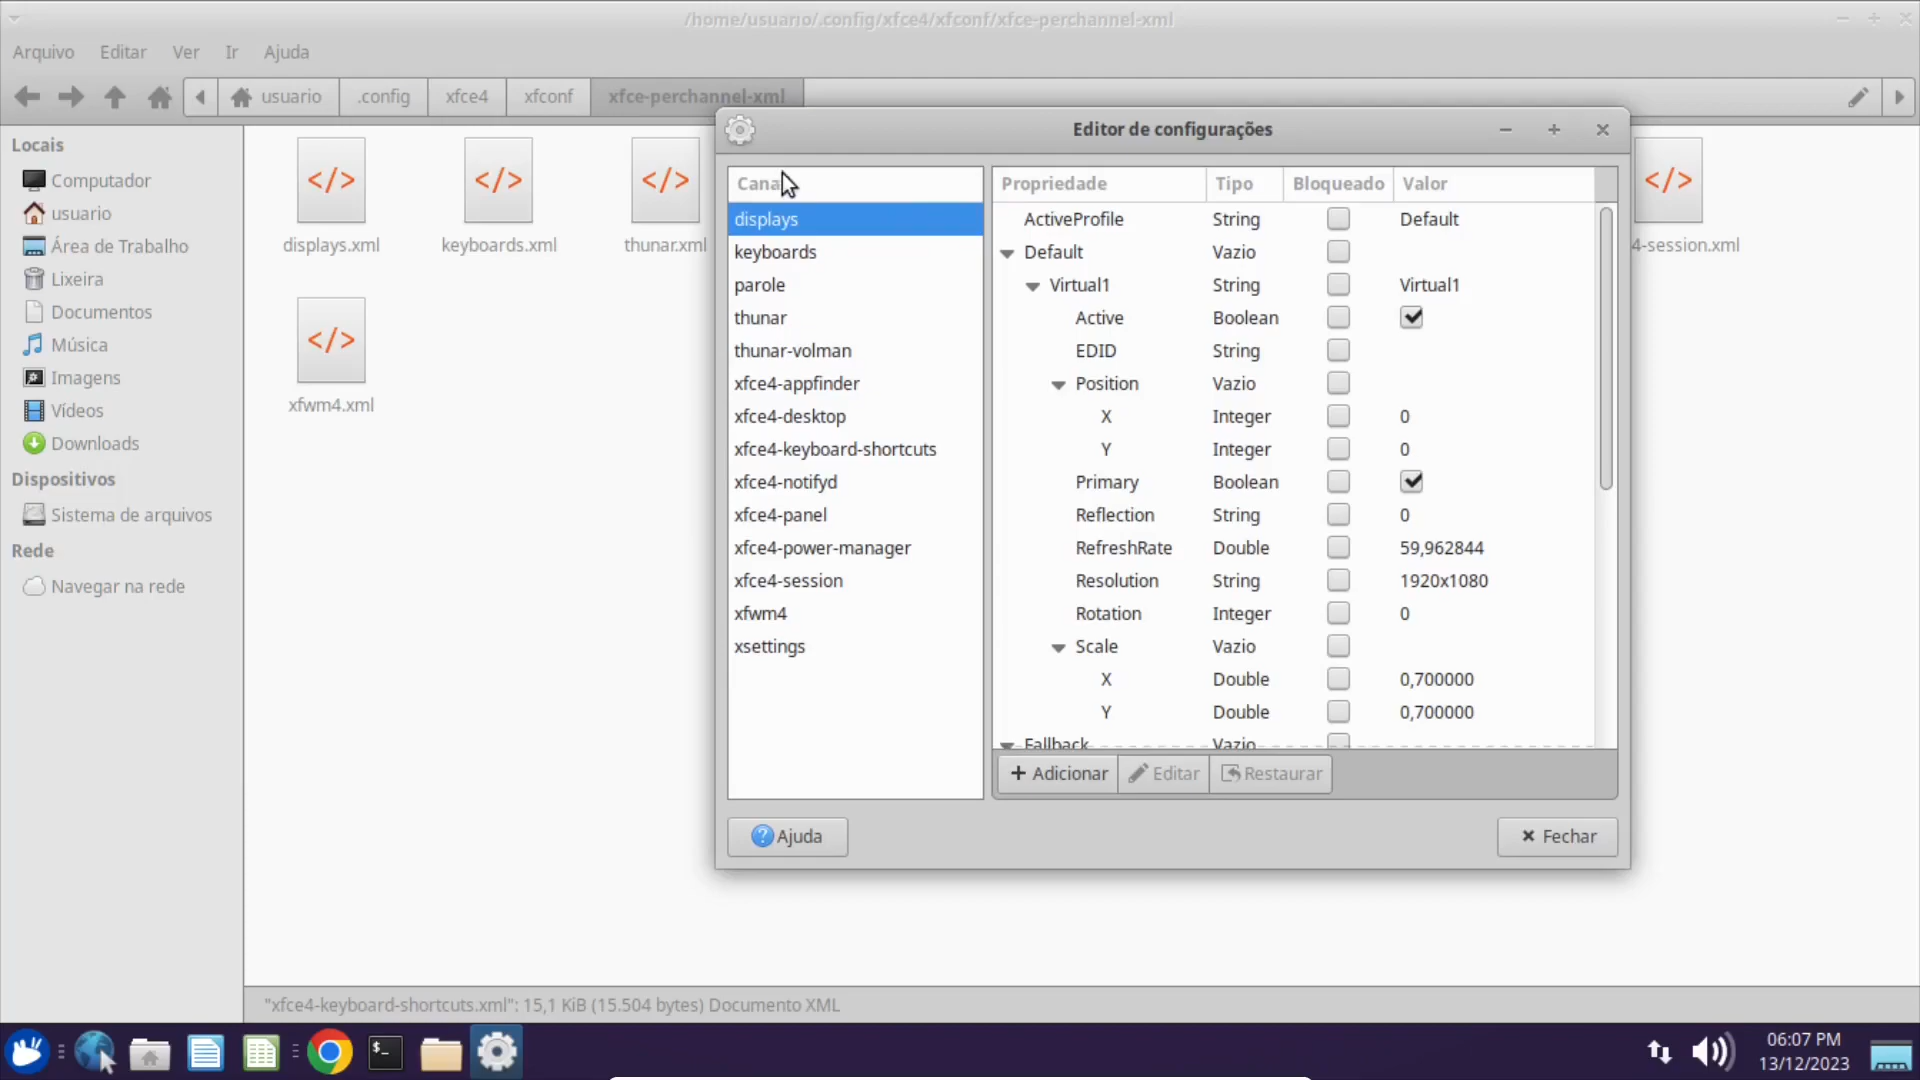 /home/usuario/.config/xfce4/xfconf/xfce-perchannel-xml
Arquivo Editar Ver Ir Ajuda
usuario .config xfce4 xfconf xfce-perchannel-xml
Locais
Computador
usuario
Área de Trabalho
Lixeira
Documentos
Música
Imagens
Vídeos
Downloads
Dispositivos
Sistema de arquivos
Rede
Navegar na rede
displays.xml
keyboards.xml
thunar.xml
4-session.xml
xfwm4.xml
Editor de configurações
Cana
displays
keyboards
parole
thunar
thunar-volman
xfce4-appfinder
xfce4-desktop
xfce4-keyboard-shortcuts
xfce4-notifyd
xfce4-panel
xfce4-power-manager
xfce4-session
xfwm4
xsettings
Propriedade Tipo Bloqueado Valor
ActiveProfile String Default
Default Vazio
Virtual1 String Virtual1
Active Boolean
EDID String
Position Vazio
X Integer 0
Y Integer 0
Primary Boolean
Reflection String 0
RefreshRate Double 59,962844
Resolution String 1920x1080
Rotation Integer 0
Scale Vazio
X Double 0,700000
Y Double 0,700000
Fallback Vazio
Adicionar Editar Restaurar
Ajuda
Fechar
"xfce4-keyboard-shortcuts.xml": 15,1 KiB (15.504 bytes) Documento XML
06:07 PM
13/12/2023